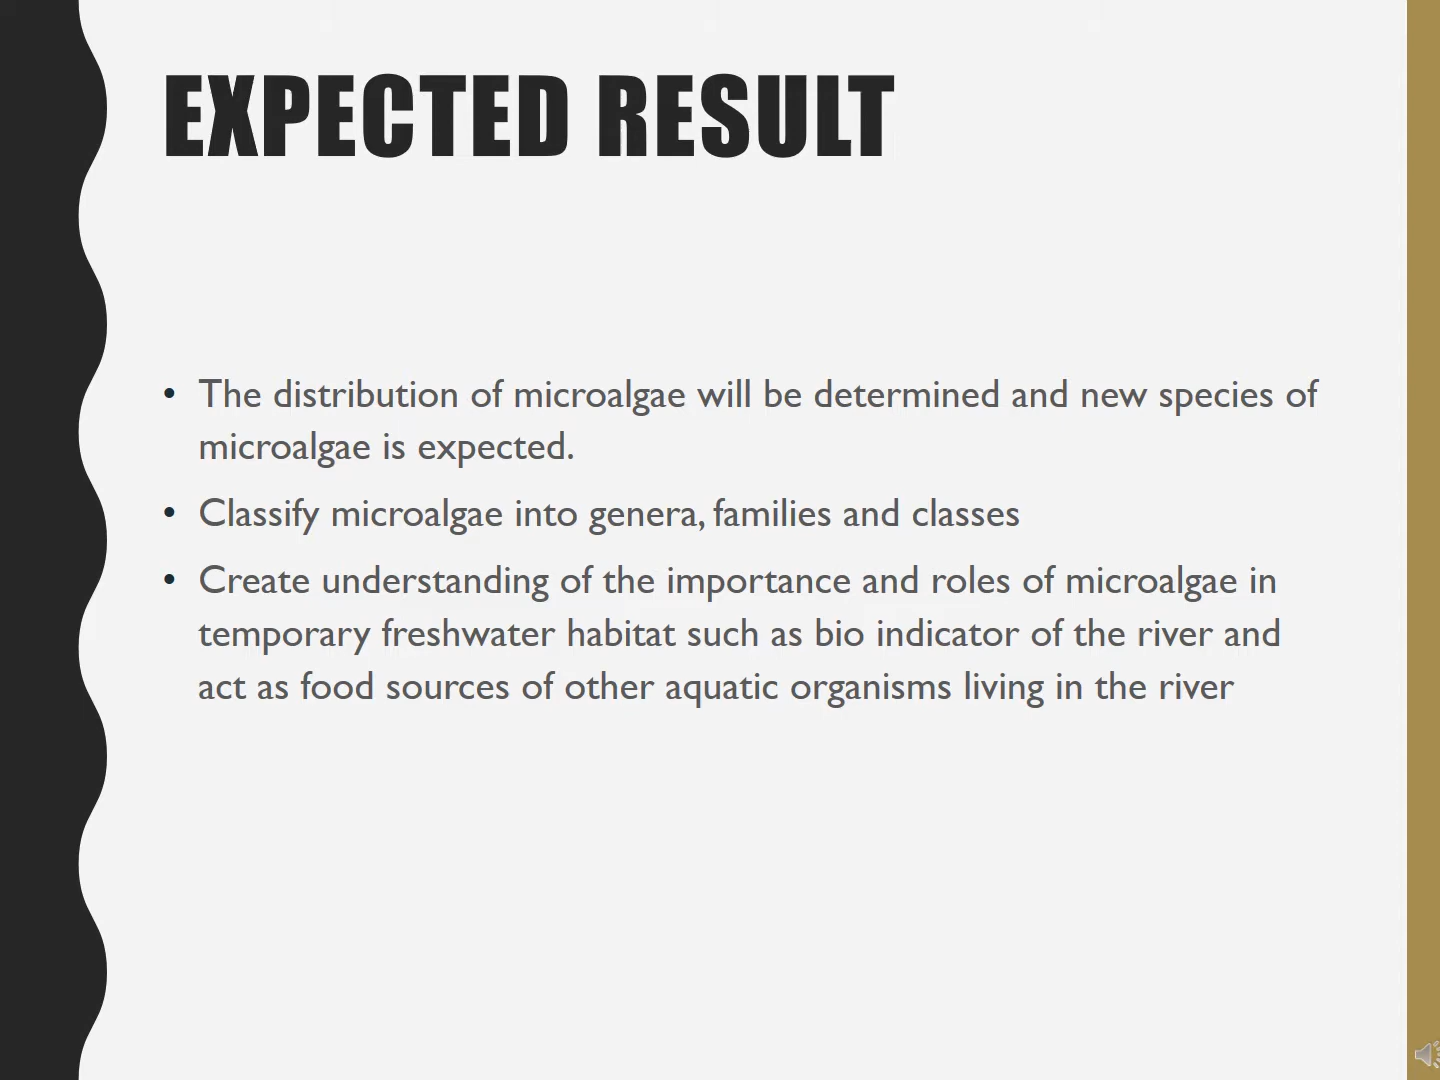 EXPECTED RESULT
• The distribution of microalgae will be determined and new species of
microalgae is expected.
• Classify microalgae into genera, families and classes
• Create understanding of the importance and roles of microalgae in
temporary freshwater habitat such as bio indicator of the river and
act as food sources of other aquatic organisms living in the river